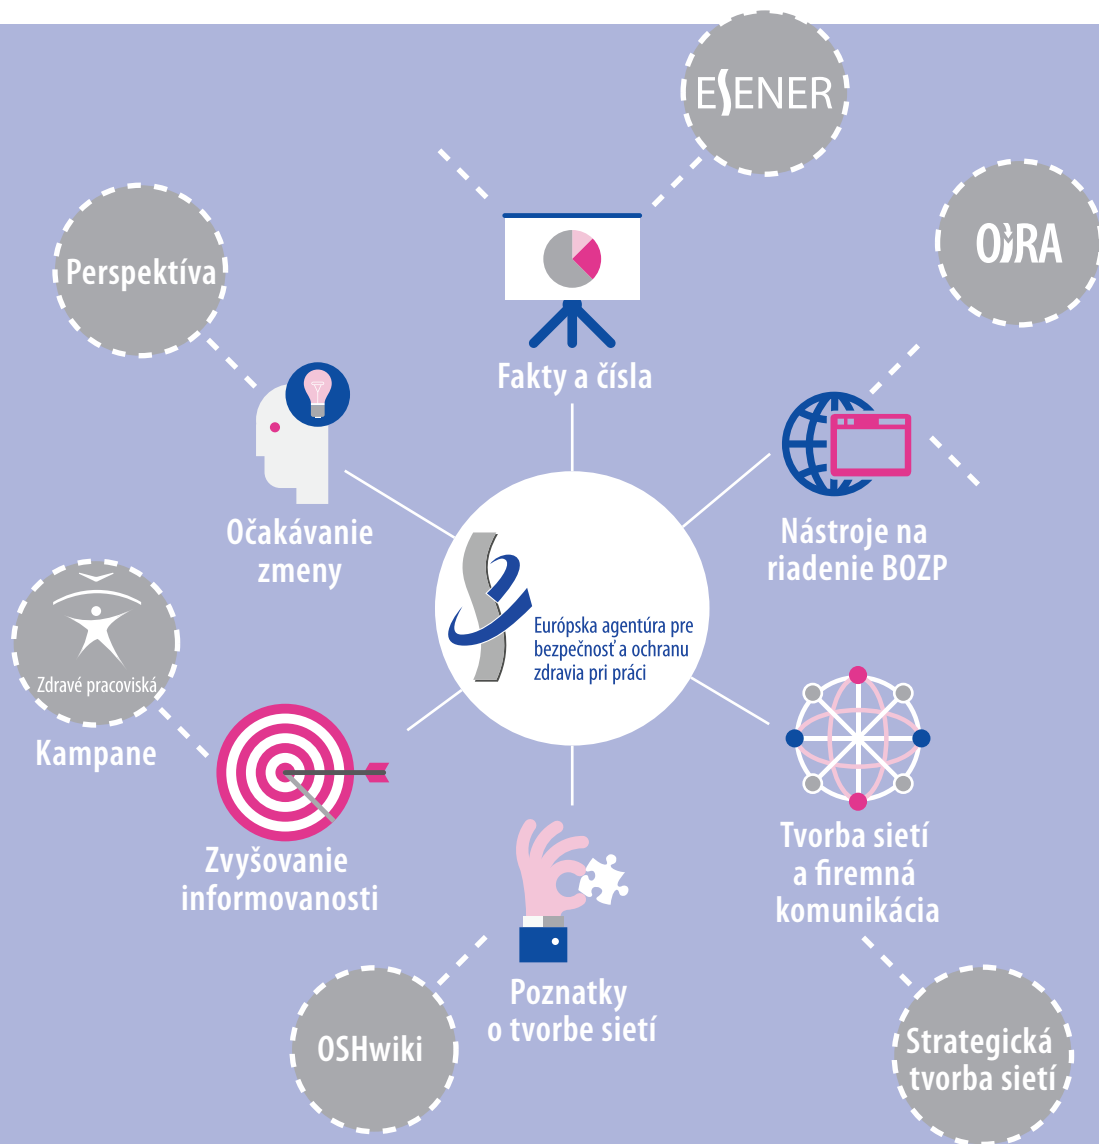 ESENER
OiRA
Perspektíva
Fakty a čísla
Očakávanie
zmeny
Nástroje na
riadenie BOZP
Európska agentúra pre
bezpečnosť a ochranu
zdravia pri práci
Zdravé pracoviská
Kampane
Zvyšovanie
informovanosti
Tvorba sietí
a firemná
komunikácia
Poznatky
o tvorbe sietí
OSHwiki
Strategická
tvorba sietí